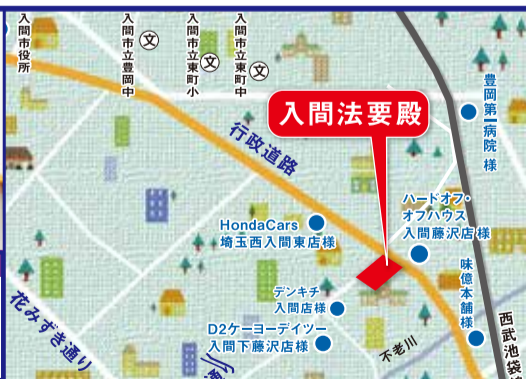 入間市役所
入間市立豊岡中
文
入間市立東町小
文
入間市立東町中
文
豊岡第一病院 様
入間法要殿
行政道路
ハードオフ・
オフハウス
入間藤沢店 様
HondaCars
埼玉西入間東店様
味億本舗様
デンキチ
入間店様
D2ケーヨーデイツー
入間下藤沢店様
不老川
西武池袋
花みずき通り